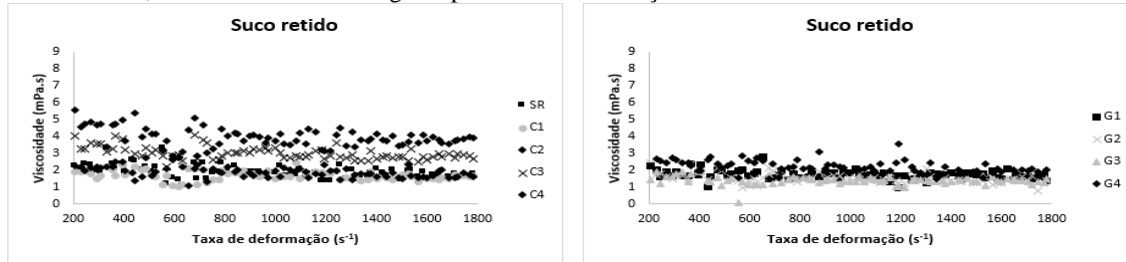 Suco retido
9
8
7
6
5
4
3
2
1
0
Viscosidade (mPa.s)
200 400 600 800 1000 1200 1400 1600 1800
Taxa de deformação (s⁻¹)
SR
C1
C2
C3
C4
Suco retido
9
8
7
6
5
4
3
2
1
0
Viscosidade (mPa.s)
200 400 600 800 1000 1200 1400 1600 1800
Taxa de deformação (s⁻¹)
G1
G2
G3
G4